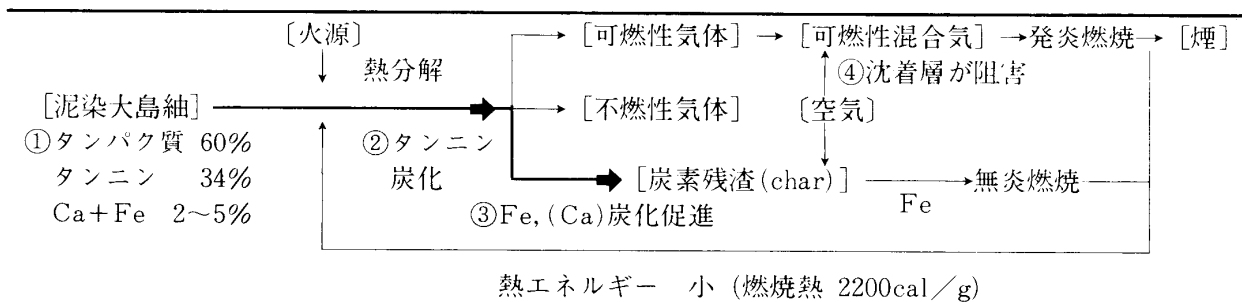 〔火源〕
[可燃性気体] → [可燃性混合気] →発炎燃焼→ [煙]
熱分解
④沈着層が阻害
[泥染大島紬]
[不燃性気体]
〔空気〕
①タンパク質 60%
②タンニン
タンニン 34%
炭化
[炭素残渣(char)]
無炎燃焼
Fe
Ca+Fe 2～5%
③Fe,(Ca)炭化促進
熱エネルギー 小 (燃焼熱 2200cal/g)